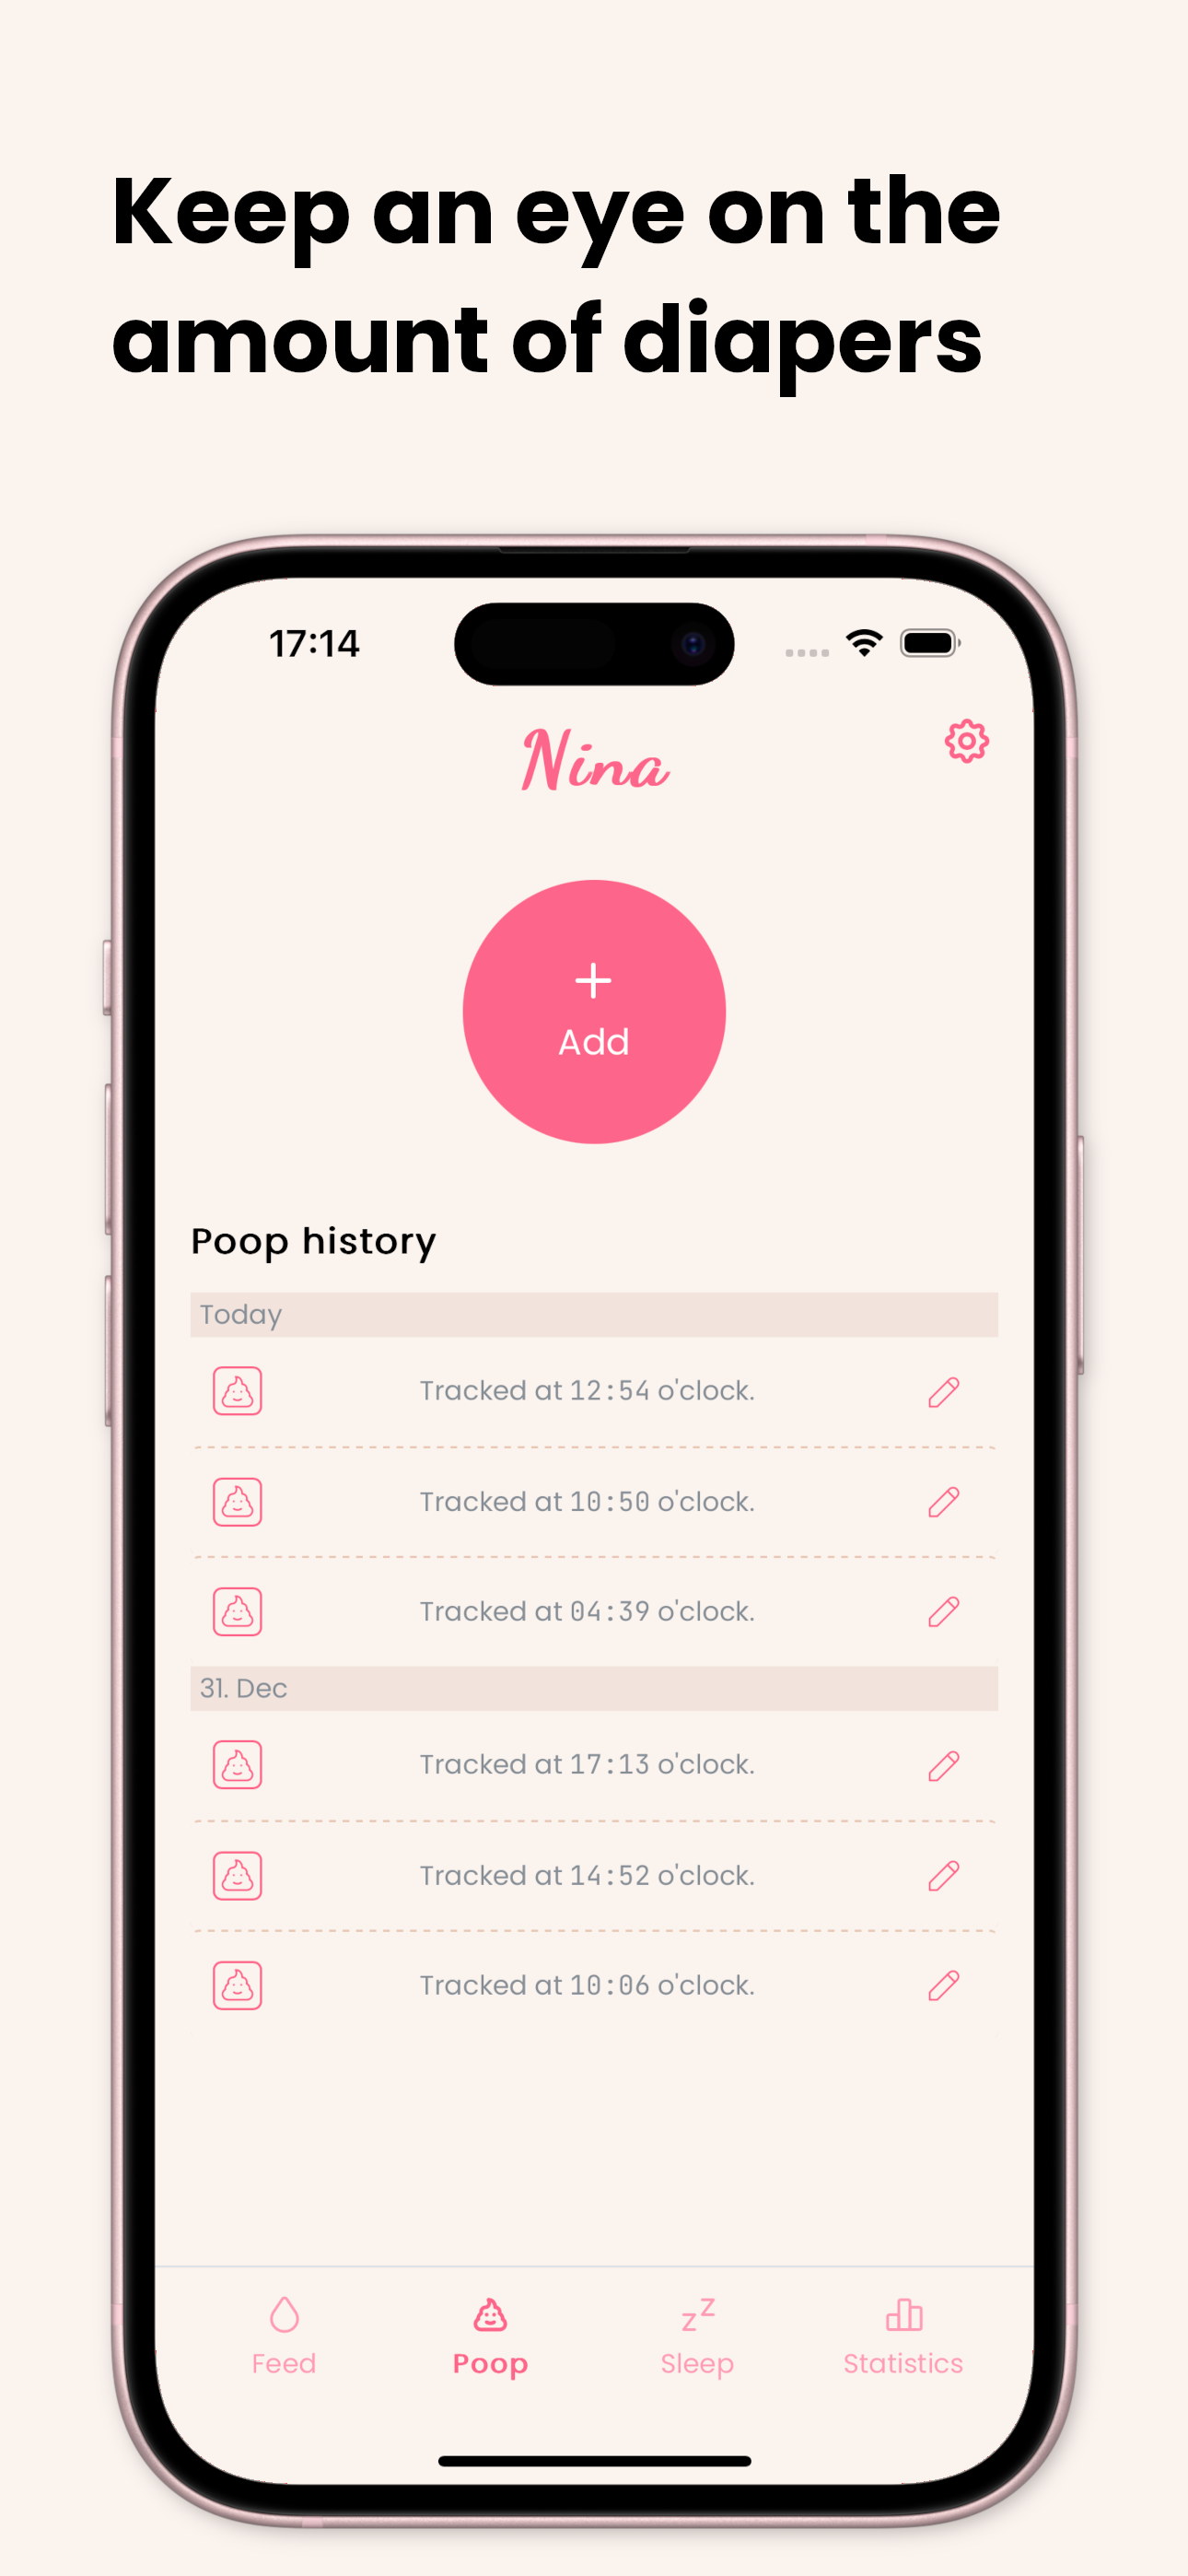 Keep an eye on the
amount of diapers
17:14
Nina
Add
Poop history
Today
Tracked at 12:54 o'clock.
Tracked at 10:50 o'clock.
Tracked at 04:39 o'clock.
31. Dec
Tracked at 17:13 o'clock.
Tracked at 14:52 o'clock.
Tracked at 10:06 o'clock.
zz
Feed Poop Sleep Statistics